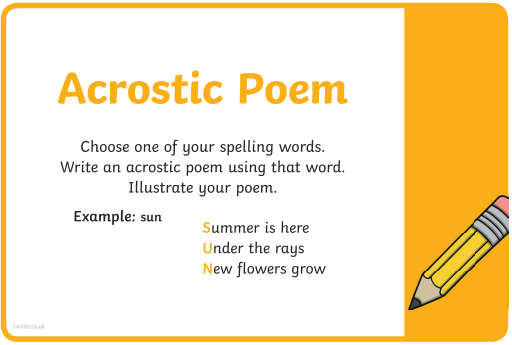 Acrostic Poem
Choose one of your spelling words.
Write an acrostic poem using that word.
Illustrate your poem.
Example: sun
Summer is here
Under the rays
New flowers grow
twinkl.co.uk